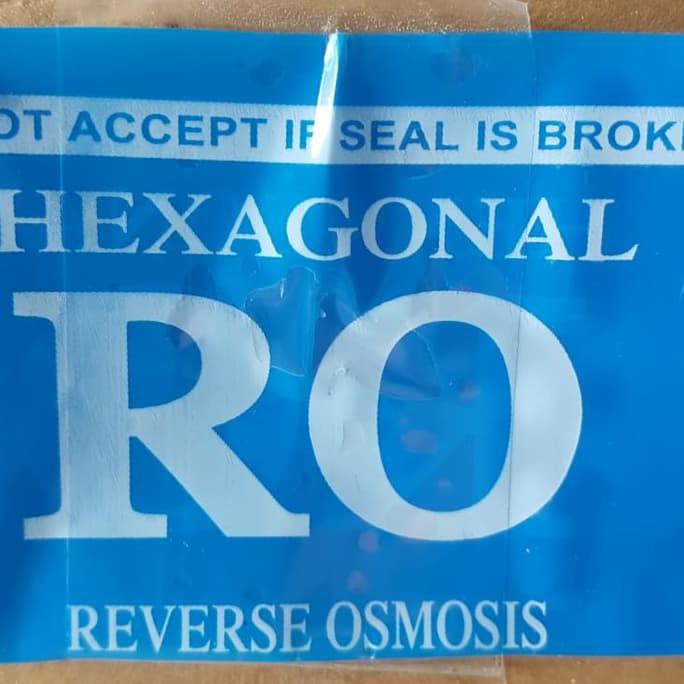 OT ACCEPT IF SEAL IS BROK
HEXAGONAL
RO
REVERSE OSMOSIS